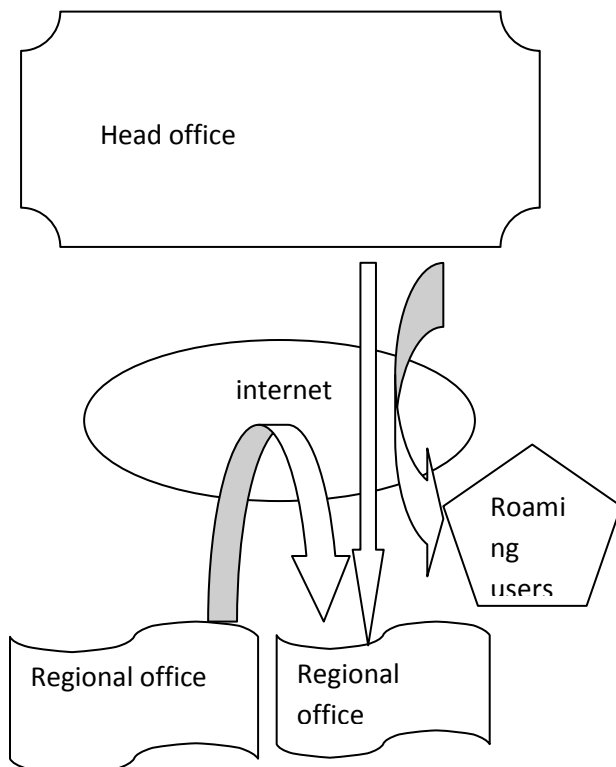 Head office
internet
Roami
ng
users
Regional office
Regional
office